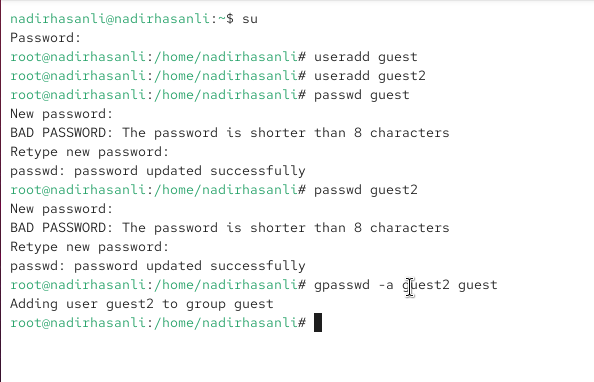 nadirhasanli@nadirhasanli:~$ su
Password:
root@nadirhasanli:/home/nadirhasanli# useradd guest
root@nadirhasanli:/home/nadirhasanli# useradd guest2
root@nadirhasanli:/home/nadirhasanli# passwd guest
New password:
BAD PASSWORD: The password is shorter than 8 characters
Retype new password:
passwd: password updated successfully
root@nadirhasanli:/home/nadirhasanli# passwd guest2
New password:
BAD PASSWORD: The password is shorter than 8 characters
Retype new password:
passwd: password updated successfully
root@nadirhasanli:/home/nadirhasanli# gpasswd -a guest2 guest
Adding user guest2 to group guest
root@nadirhasanli:/home/nadirhasanli#